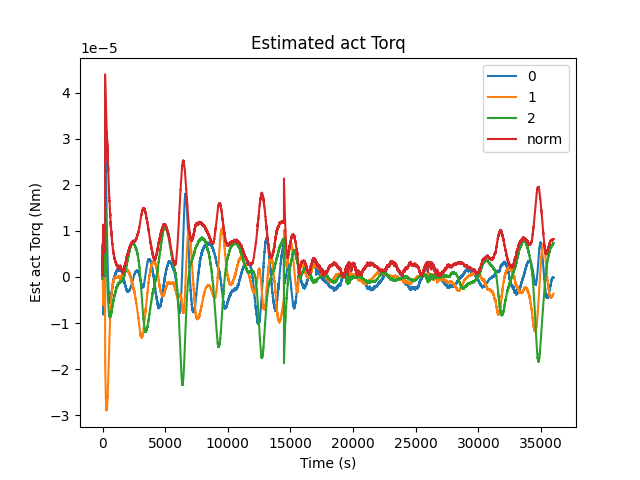 Estimated act Torq
1e−5
4
3
2
1
0
−1
−2
−3
Est act Torq (Nm)
0
1
2
norm
0 5000 10000 15000 20000 25000 30000 35000
Time (s)